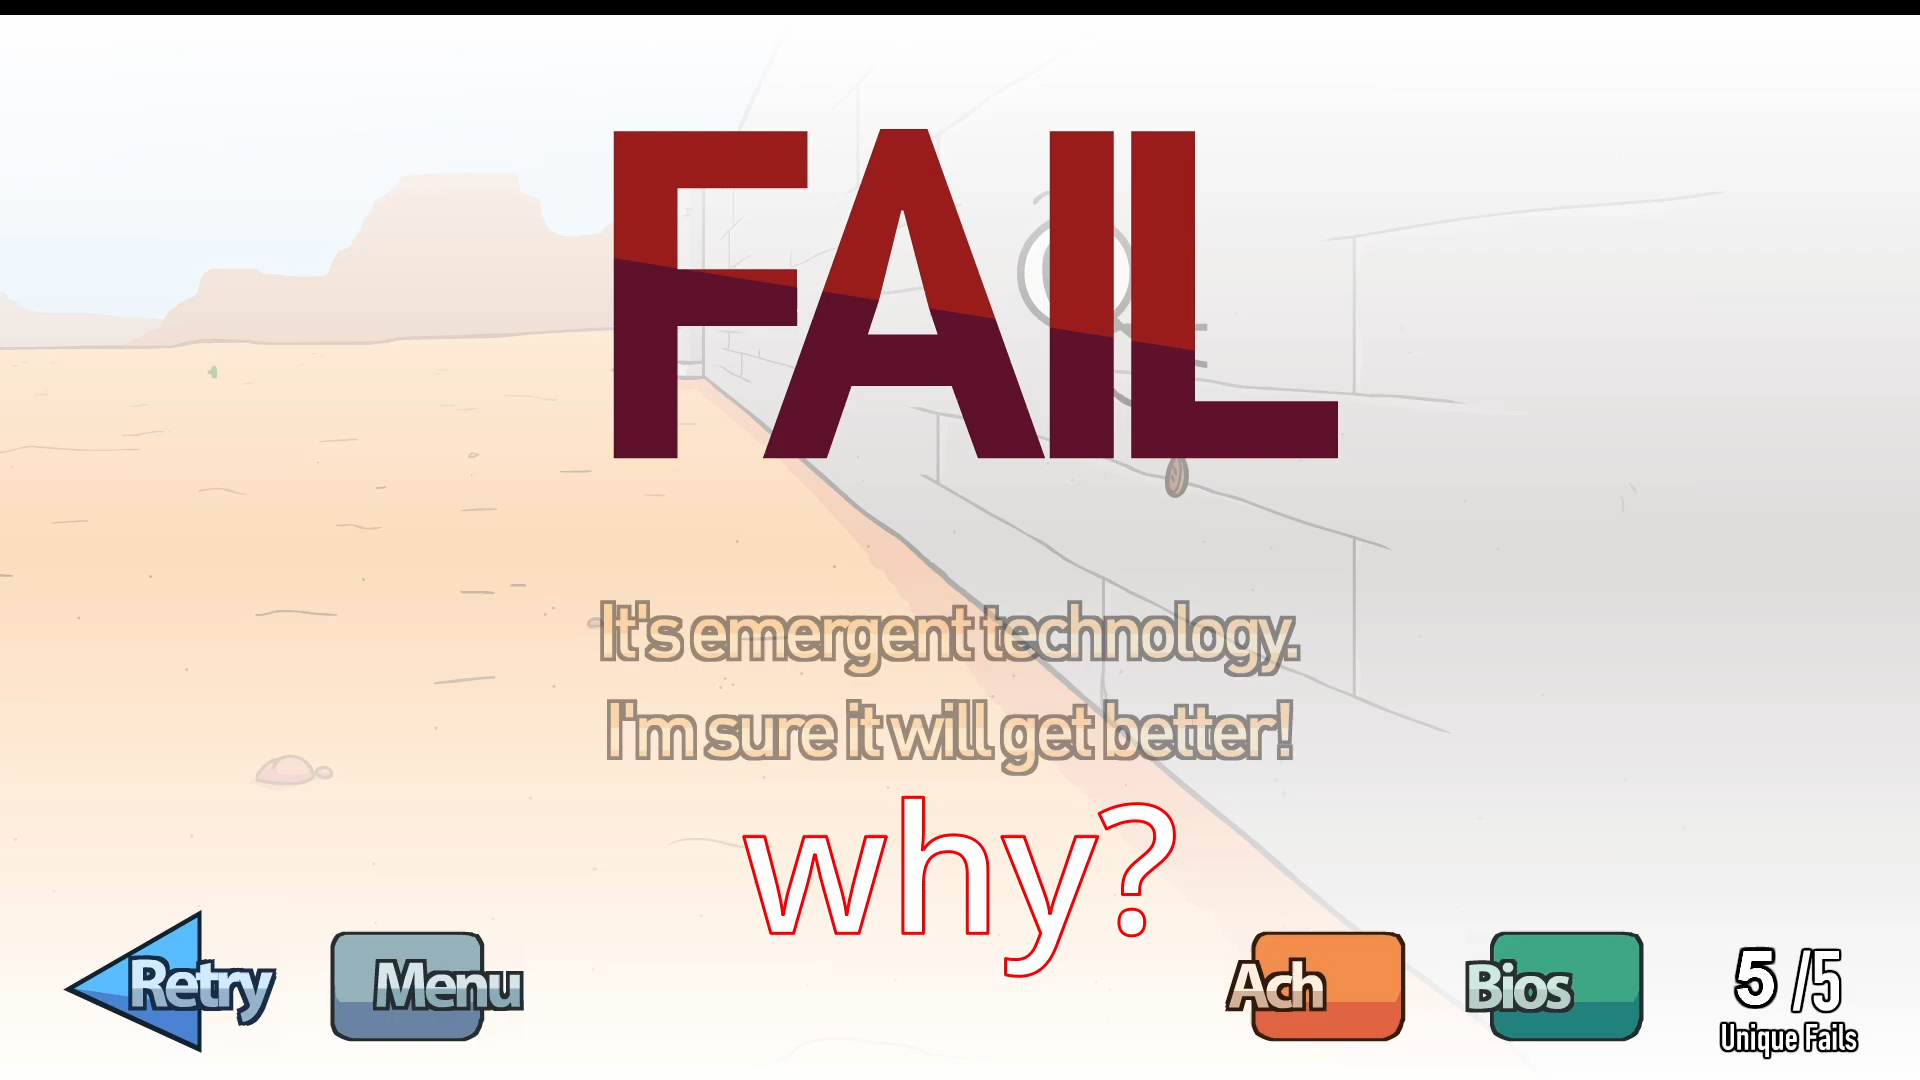 FAIL
It's emergent technology.
I'm sure it will get better!
why?
Retry
Menu
Ach
Bios
5 /5
Unique Fails